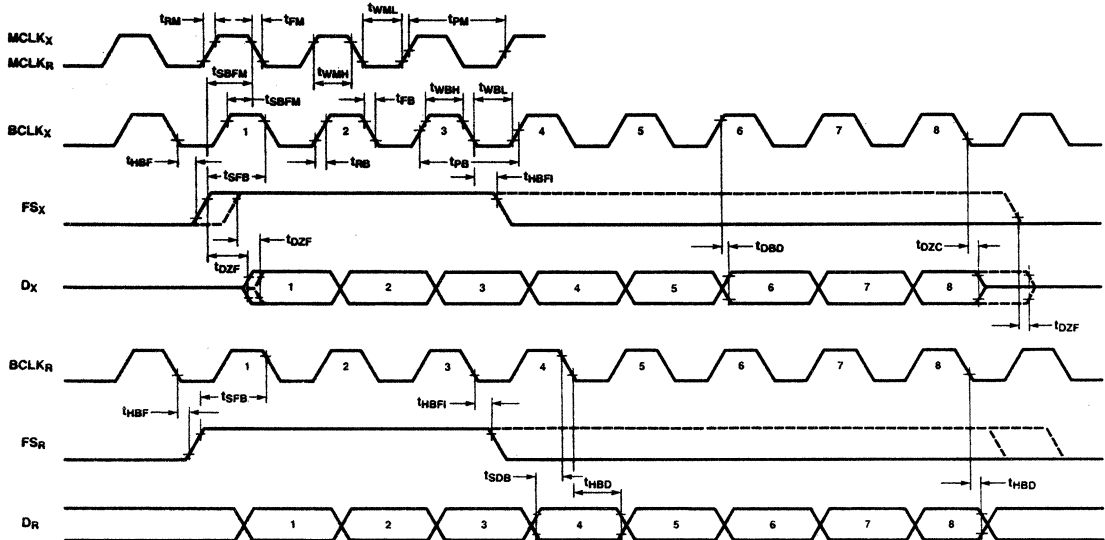 tRM tFM tWML tPM
MCLKX
MCLKR
tSBFM tWMH
tSBFM tFB tWBH tWBL
BCLKX 1 2 3 4 5 6 7 8
tHBF tSFB tRB tPB tHBFI
FSX
tDZF tDBD tDZC
tDZF
DX 1 2 3 4 5 6 7 8
tDZF
BCLKR 1 2 3 4 5 6 7 8
tHBF tSFB tHBFI
FSR
tSDB tHBD tHBD
DR 1 2 3 4 5 6 7 8